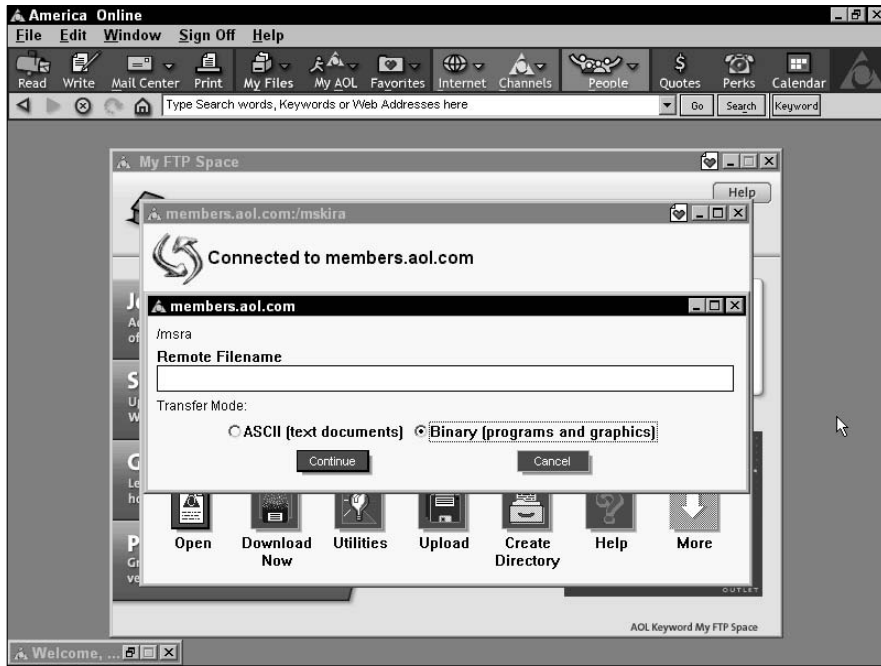 America Online
File Edit Window Sign Off Help
Read Write Mail Center Print My Files My AOL Favorites Internet Channels People Quotes Perks Calendar
Type Search words, Keywords or Web Addresses here Go Search Keyword
My FTP Space
Help
members.aol.com:/mskira
Connected to members.aol.com
members.aol.com
/msra
Remote Filename
Transfer Mode:
ASCII (text documents) Binary (programs and graphics)
Continue Cancel
Open Download Now Utilities Upload Create Directory Help More
OUTLET
AOL Keyword My FTP Space
Welcome, ...